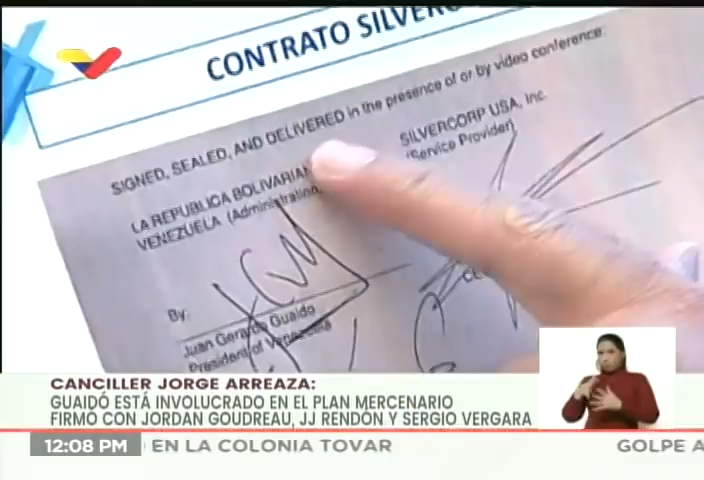 CONTRATO SILVERC
SIGNED, SEALED, AND DELIVERED in the presence of or by video conference:
LA REPUBLICA BOLIVARIAN
VENEZUELA (Administration)
SILVERCORP USA, Inc.
(Service Provider)
By:
Juan Gerardo Guaido
President of Venezuela
CANCILLER JORGE ARREAZA:
GUAIDÓ ESTÁ INVOLUCRADO EN EL PLAN MERCENARIO
FIRMÓ CON JORDAN GOUDREAU, JJ RENDÓN Y SERGIO VERGARA
12:08 PM EN LA COLONIA TOVAR GOLPE A